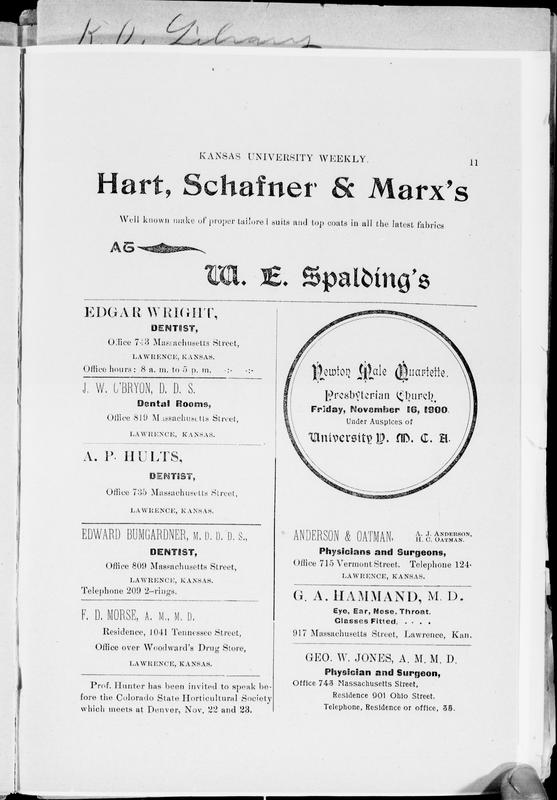 K. U. Library
KANSAS UNIVERSITY WEEKLY. 11
Hart, Schafner & Marx's
Well known make of proper tailored suits and top coats in all the latest fabrics
AT
W. E. Spalding's
EDGAR WRIGHT,
DENTIST,
Office 743 Massachusetts Street,
LAWRENCE, KANSAS.
Office hours: 8 a. m. to 5 p. m. -:- -:-
J. W. O'BRYON, D. D. S.
Dental Rooms,
Office 819 Massachusetts Street,
LAWRENCE, KANSAS.
A. P. HULTS,
DENTIST,
Office 735 Massachusetts Street,
LAWRENCE, KANSAS.
EDWARD BUMGARDNER, M. D. D. D. S.,
DENTIST,
Office 809 Massachusetts Street,
LAWRENCE, KANSAS.
Telephone 209 2-rings.
F. D. MORSE, A. M., M. D.
Residence, 1041 Tennessee Street,
Office over Woodward's Drug Store,
LAWRENCE, KANSAS.
Prof. Hunter has been invited to speak be-
fore the Colorado State Horticultural Society
which meets at Denver, Nov. 22 and 23.
Newton Male Quartette.
Presbyterian Church,
Friday, November 16, 1900.
Under Auspices of
University Y. M. C. A.
ANDERSON & OATMAN, A. J. ANDERSON,
H. C. OATMAN.
Physicians and Surgeons,
Office 715 Vermont Street. Telephone 124.
LAWRENCE, KANSAS.
G. A. HAMMAND, M. D.
Eye, Ear, Nose, Throat.
Glasses Fitted. . . . .
917 Massachusetts Street, Lawrence, Kan.
GEO. W. JONES, A. M. M. D.
Physician and Surgeon,
Office 743 Massachusetts Street,
Residence 901 Ohio Street.
Telephone, Residence or office, 35.